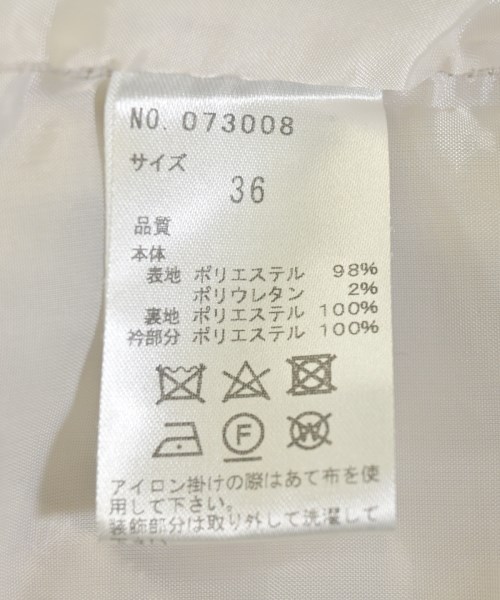 NO. 073008
サイズ
36
品質
本体
表地 ポリエステル 98%
ポリウレタン 2%
裏地 ポリエステル 100%
衿部分 ポリエステル 100%
F
W
アイロン掛けの際はあて布を使
用して下さい。
装飾部分は取り外して洗濯して
下さい。